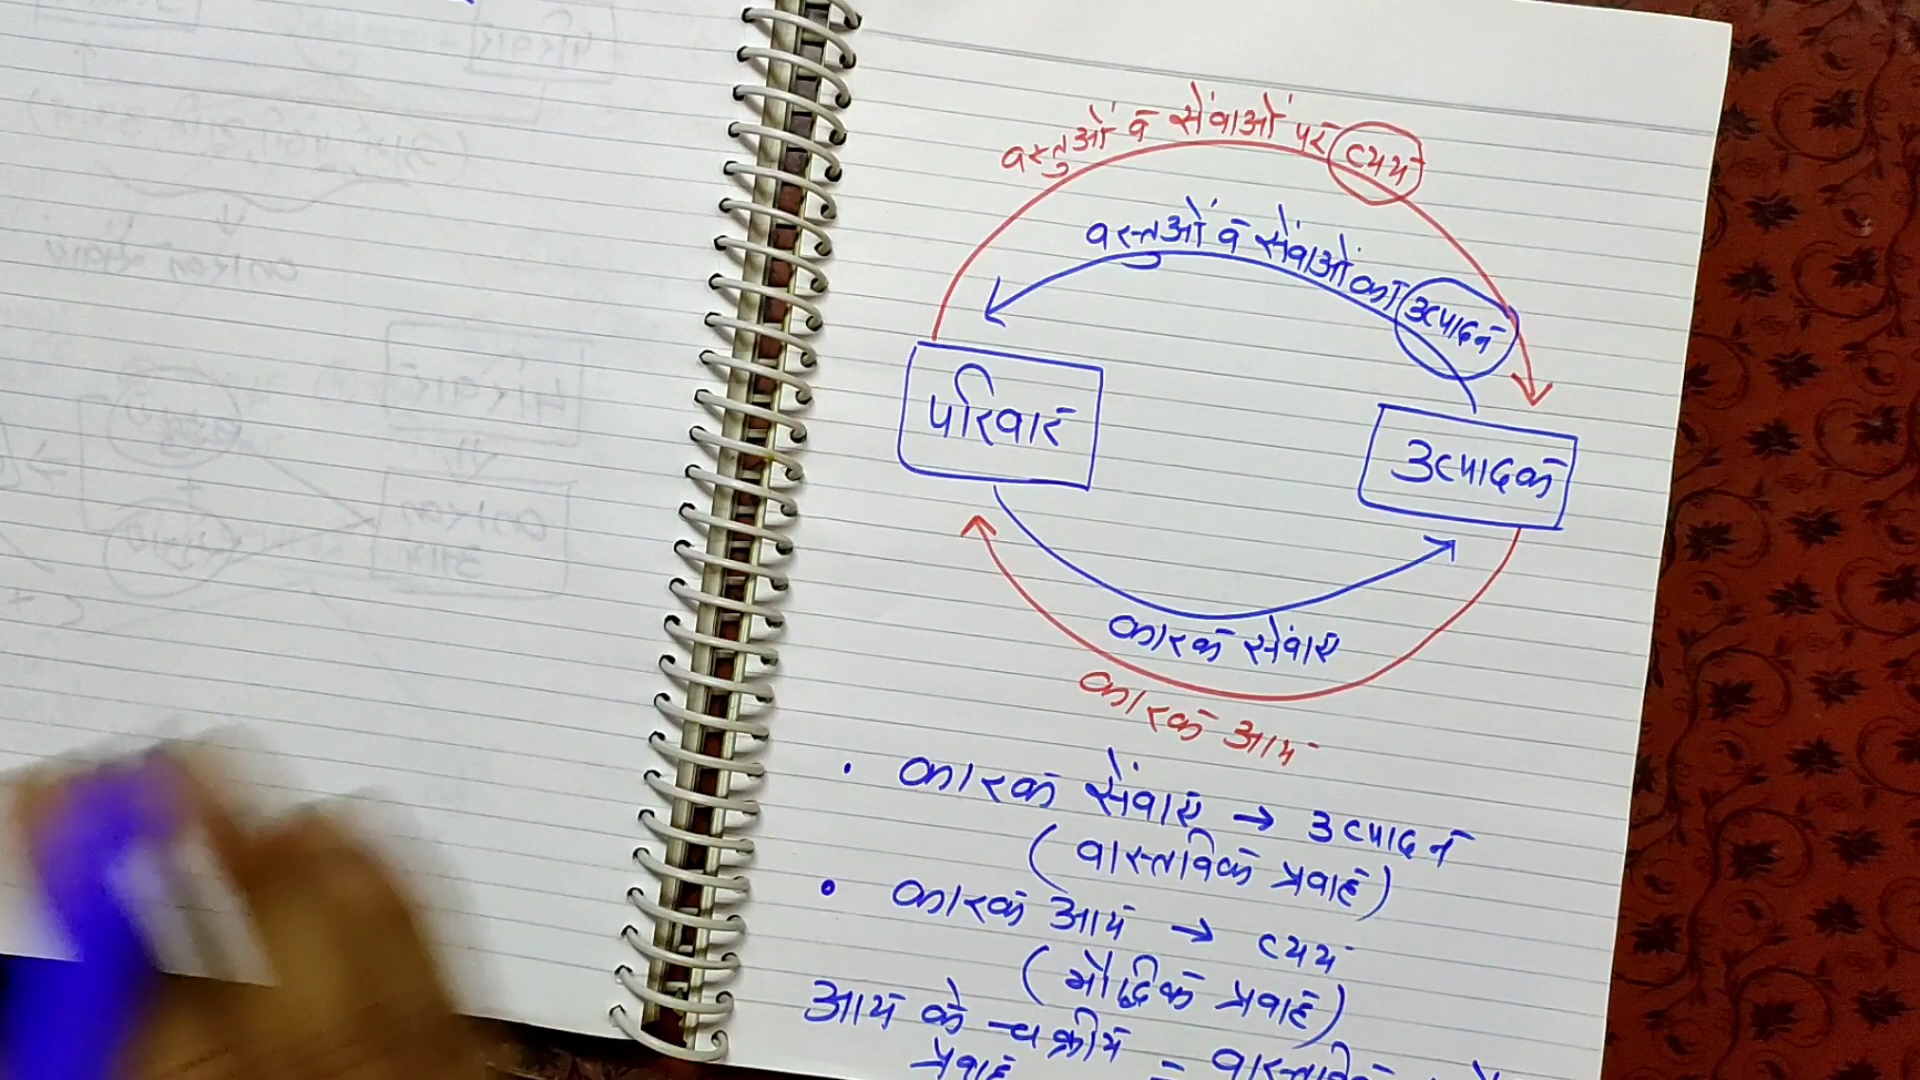 वस्तुओं व सेवाओं पर व्यय
वस्तुओं व सेवाओं का उत्पादन
परिवार
उत्पादक
कारक सेवाएं
कारक आय
• कारक सेवाएं → उत्पादन
(वास्तविक प्रवाह)
• कारक आय → व्यय
(मौद्रिक प्रवाह)
आय के चक्रीय
प्रवाह =